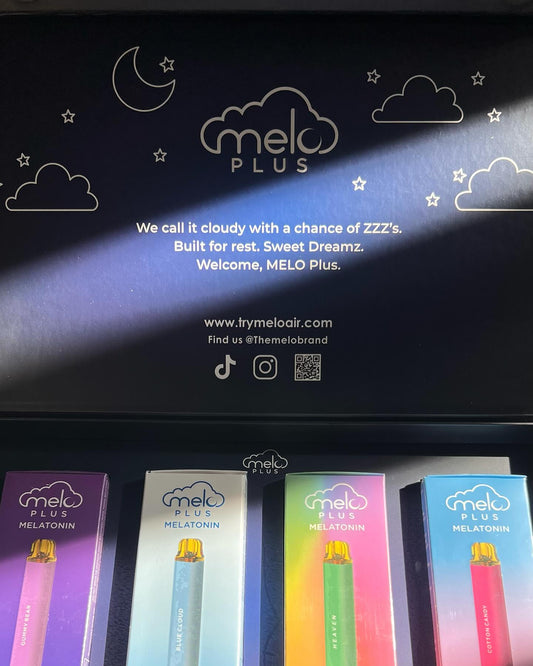 melo
PLUS
We call it cloudy with a chance of ZZZ's.
Built for rest. Sweet Dreamz.
Welcome, MELO Plus.
www.trymeloair.com
Find us @Themelobrand
melo
PLUS
melo
PLUS
MELATONIN
GUMMY BEAR
melo
PLUS
MELATONIN
BLUE CLOUD
melo
PLUS
MELATONIN
HEAVEN
melo
PLUS
MELATONIN
COTTON CANDY